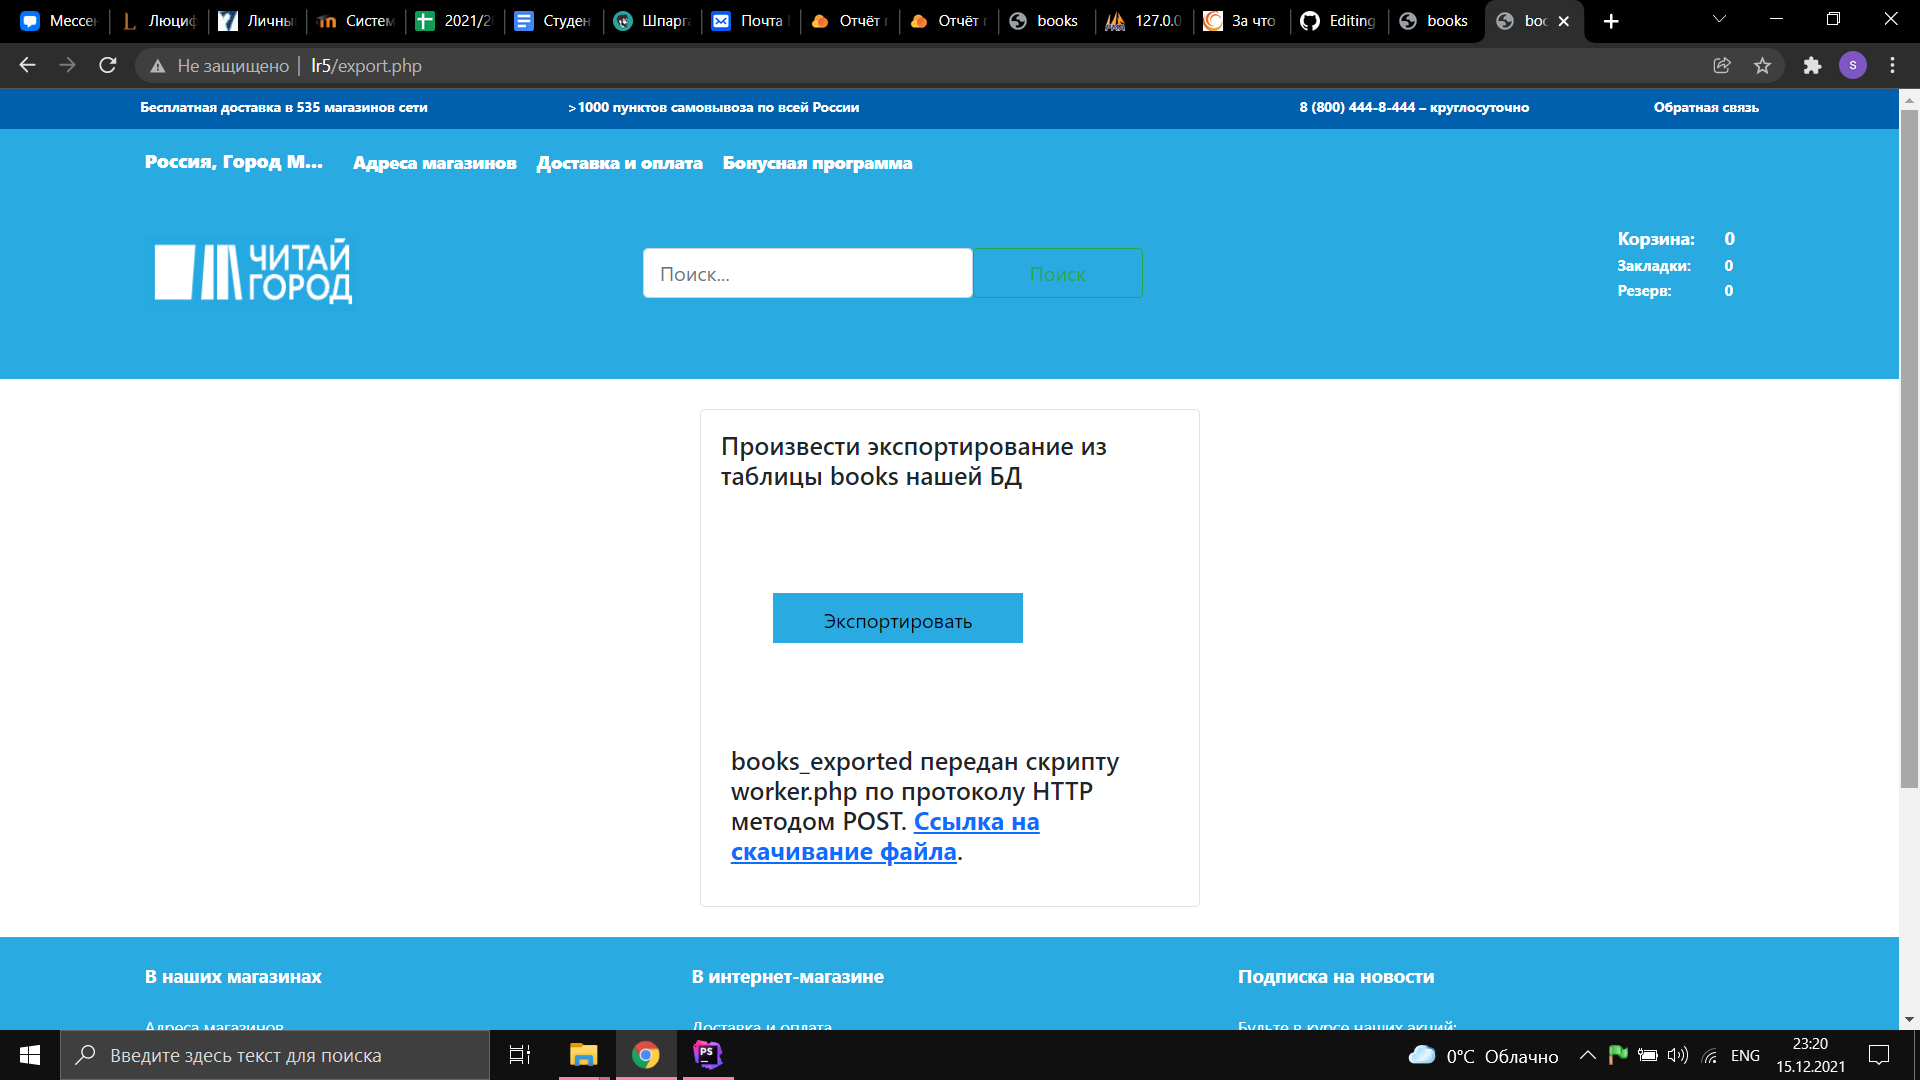 Мессен
Люциф
Личны
Систем
2021/2
Студен
Шпарга
Почта
Отчёт
Отчёт
books
127.0.0
За что
Editing
books
boo
Не защищено | lr5/export.php
Бесплатная доставка в 535 магазинов сети
>1000 пунктов самовывоза по всей России
8 (800) 444-8-444 – круглосуточно
Обратная связь
Россия, Город М...
Адреса магазинов
Доставка и оплата
Бонусная программа
ЧИТАЙ
ГОРОД
Поиск...
Поиск
Корзина: 0
Закладки: 0
Резерв: 0
Произвести экспортирование из
таблицы books нашей БД
Экспортировать
books_exported передан скрипту
worker.php по протоколу HTTP
методом POST. Ссылка на
скачивание файла.
В наших магазинах
В интернет-магазине
Подписка на новости
Адреса магазинов
Доставка и оплата
Будьте в курсе наших акций:
Введите здесь текст для поиска
0°C Облачно
ENG
23:20
15.12.2021